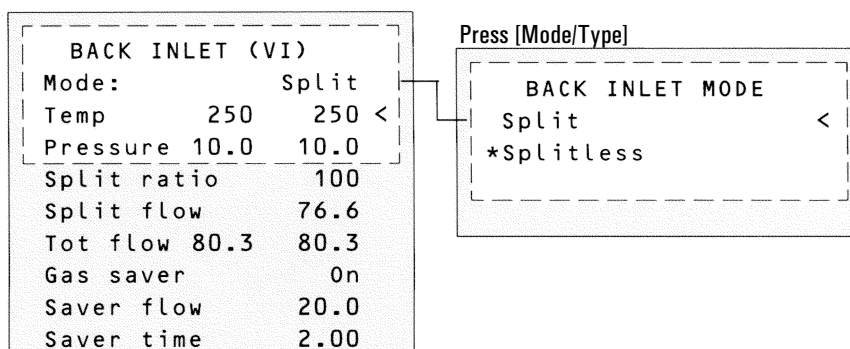 BACK INLET (VI)
Mode: Split
Temp 250 250 <
Pressure 10.0 10.0
Split ratio 100
Split flow 76.6
Tot flow 80.3 80.3
Gas saver On
Saver flow 20.0
Saver time 2.00
Press [Mode/Type]
BACK INLET MODE
Split <
*Splitless